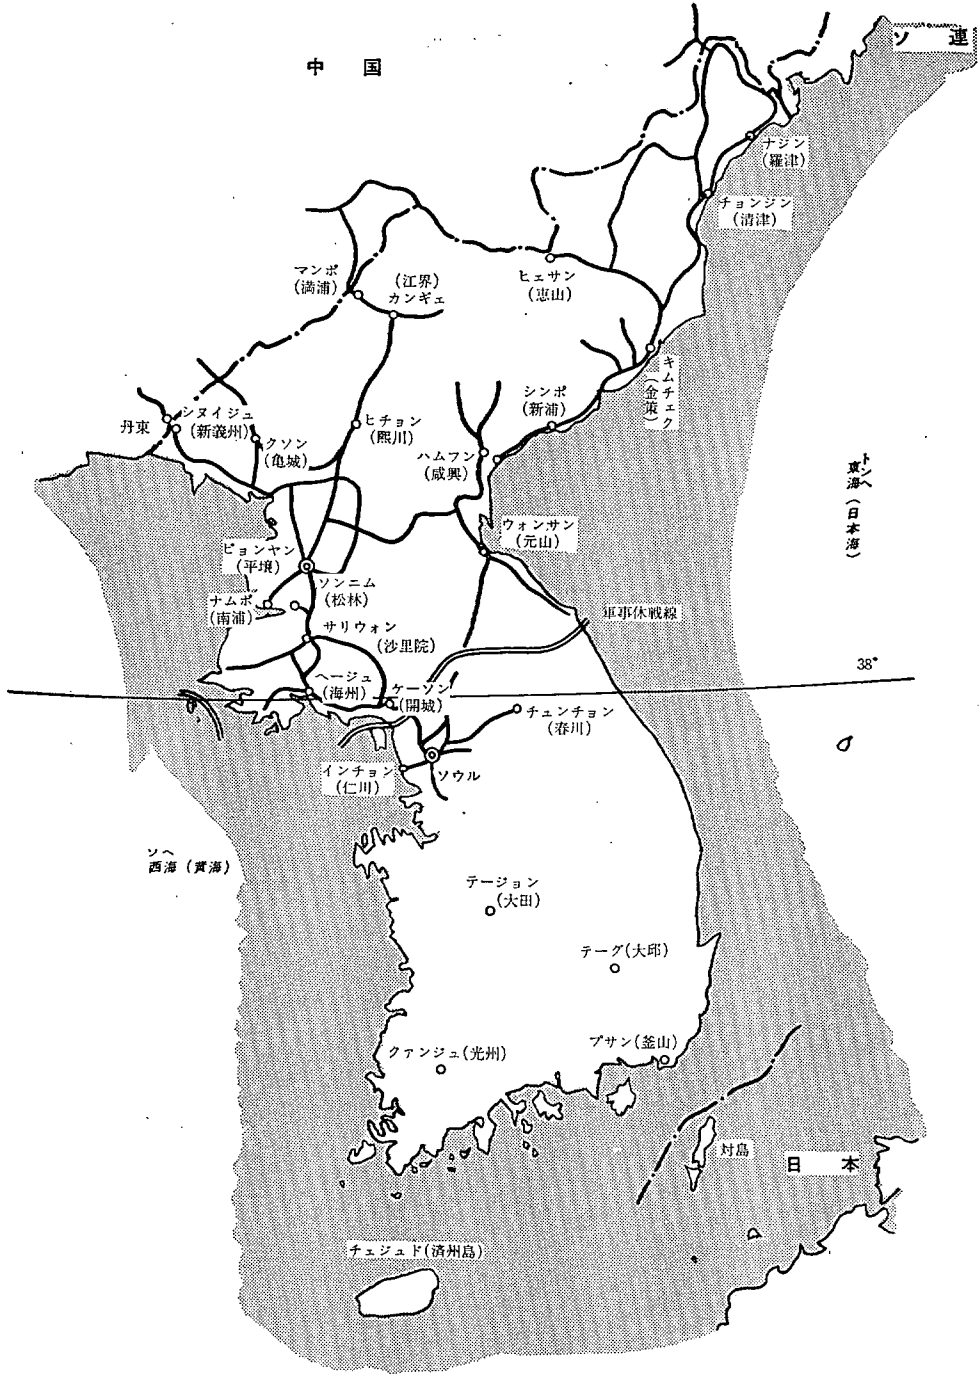 ソ 連
中 国
ナジン
(羅津)
チョンジン
(清津)
マンポ
(満浦)
(江界)
カンギェ
ヒェサン
(恵山)
キムチェク
(金策)
シンポ
(新浦)
丹東
シヌイジュ
(新義州)
クソン
(亀城)
ヒチョン
(熙川)
ハムフン
(咸興)
トンヘ
東海(日本海)
ウォンサン
(元山)
ピョンヤン
(平壌)
ソンニム
(松林)
ナムポ
(南浦)
軍事休戦線
サリウォン
(沙里院)
38°
ヘージュ
(海州)
ケーソン
(開城)
チュンチョン
(春川)
インチョン
(仁川)
ソウル
ソヘ
西海(黄海)
テージョン
(大田)
テーグ(大邱)
プサン(釜山)
クァンジュ(光州)
対島
日 本
チェジュド(済州島)